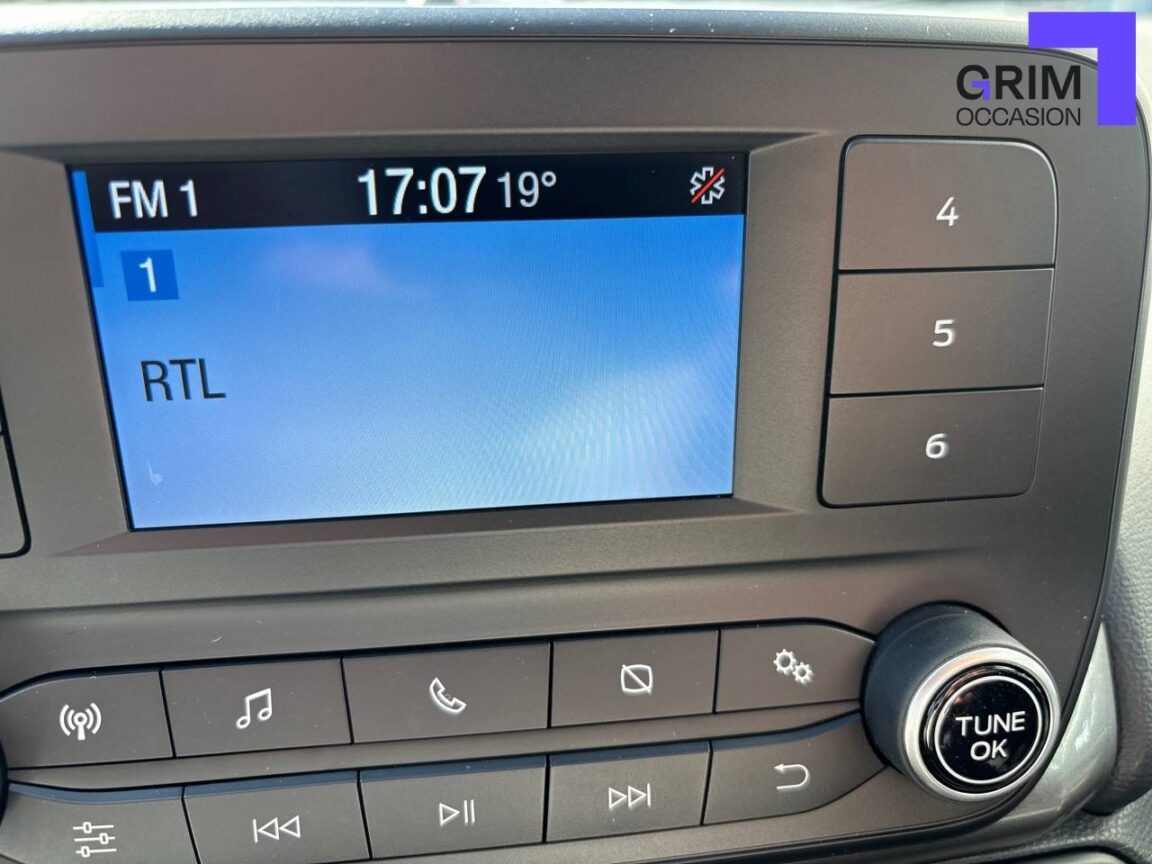 GRIM
OCCASION
FM 1 17:07 19°
1
RTL
4
5
6
TUNE
OK